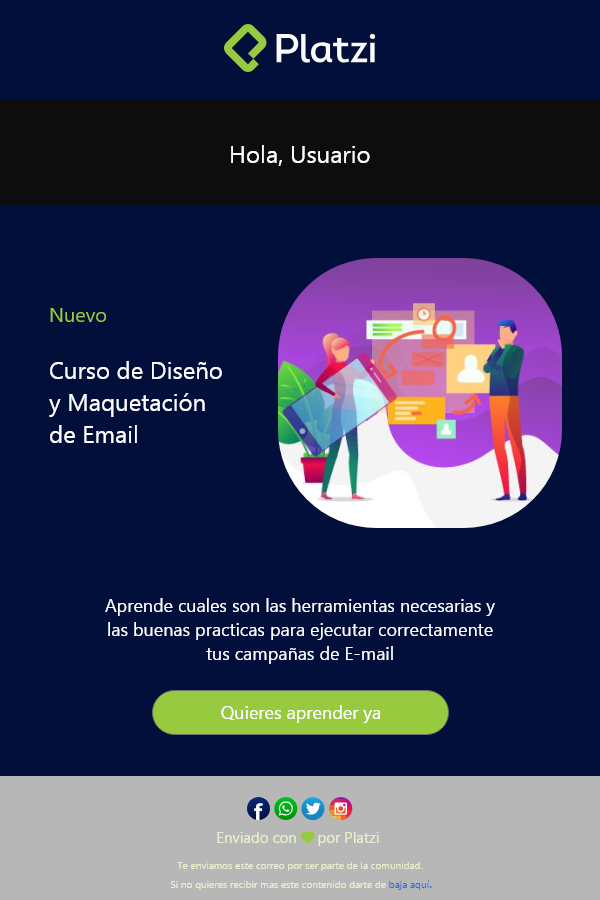 Platzi
Hola, Usuario
Nuevo
Curso de Diseño
y Maquetación
de Email
Aprende cuales son las herramientas necesarias y
las buenas practicas para ejecutar correctamente
tus campañas de E-mail
Quieres aprender ya
Enviado con 💚 por Platzi
Te enviamos este correo por ser parte de la comunidad.
Si no quieres recibir mas este contenido darte de baja aquí.